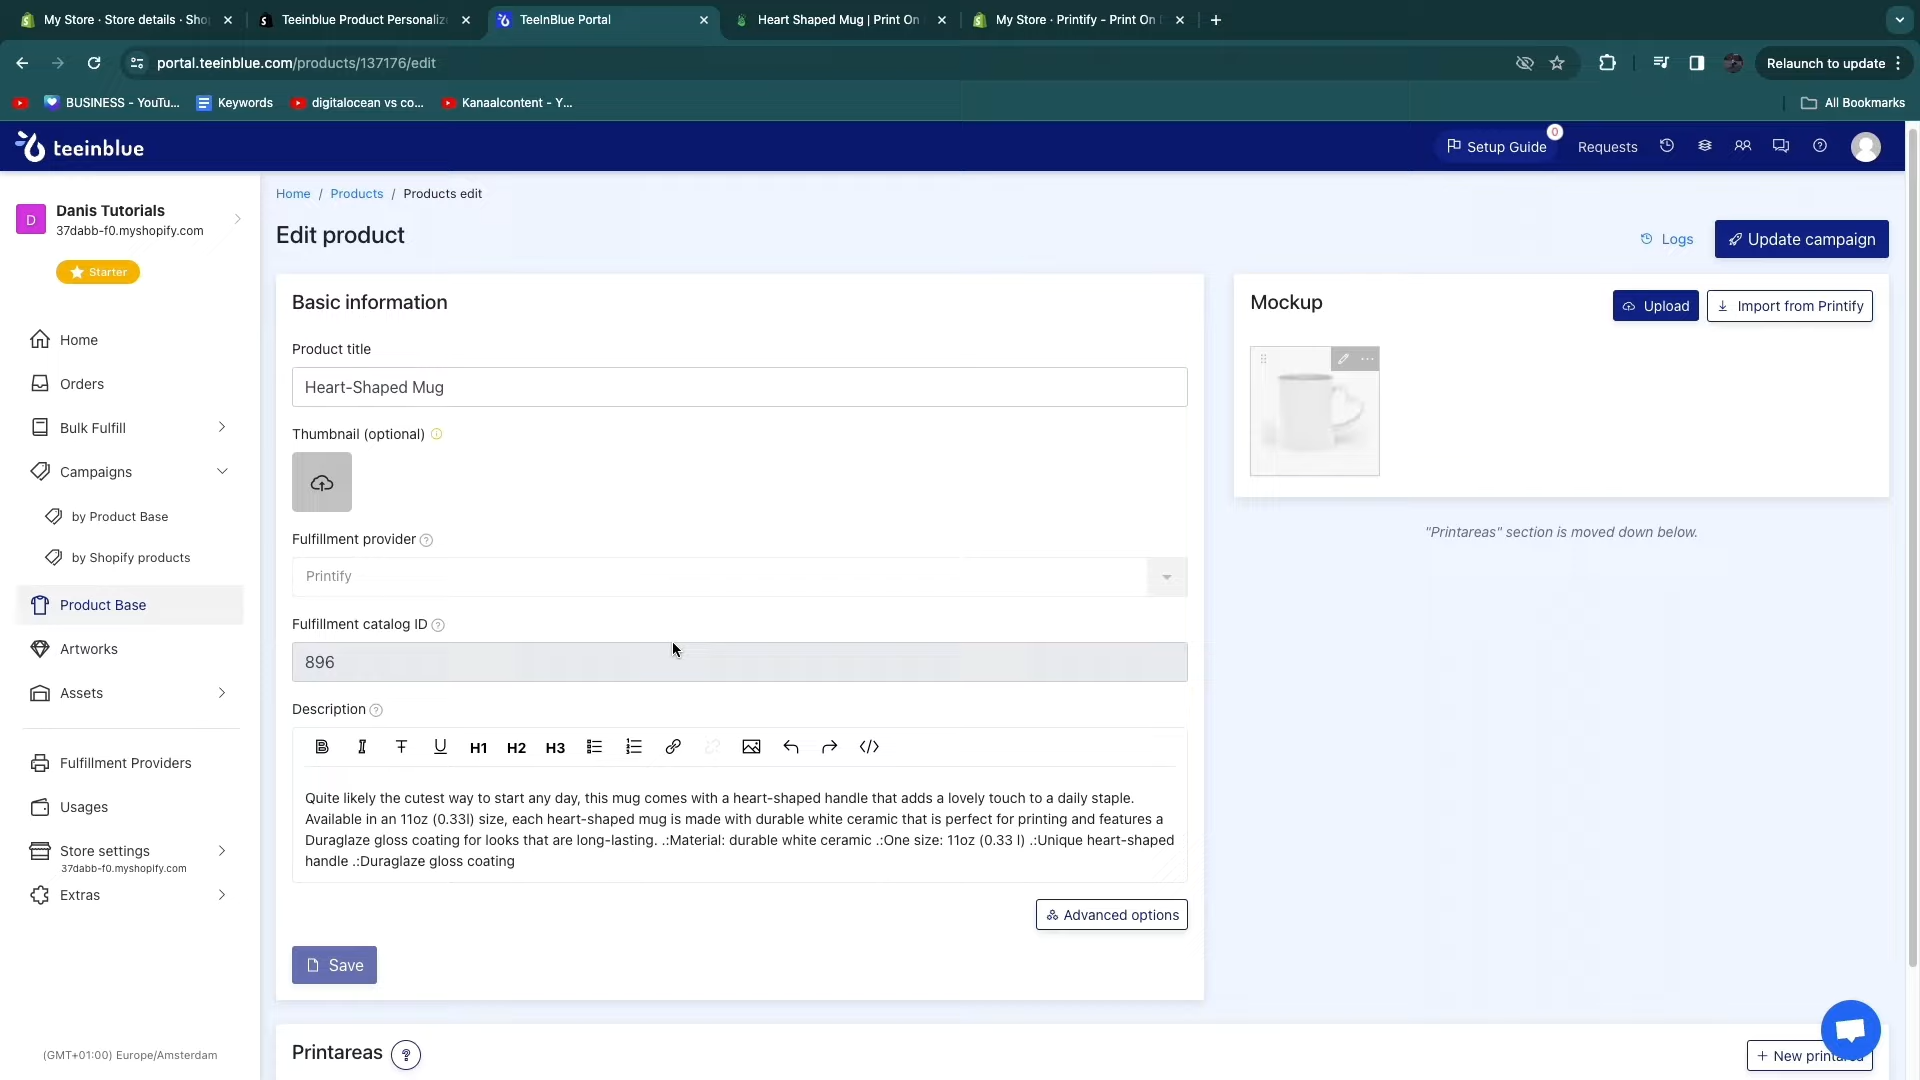 My Store · Store details · Sho
Teeinblue Product Personaliz
TeeInBlue Portal
Heart Shaped Mug | Print On
My Store · Printify - Print On
portal.teeinblue.com/products/137176/edit
Relaunch to update
BUSINESS - YouTu...
Keywords
digitalocean vs co...
Kanaalcontent - Y...
All Bookmarks
teeinblue
Setup Guide
0
Requests
D
Danis Tutorials
37dabb-f0.myshopify.com
Starter
Home
Orders
Bulk Fulfill
Campaigns
by Product Base
by Shopify products
Product Base
Artworks
Assets
Fulfillment Providers
Usages
Store settings
37dabb-f0.myshopify.com
Extras
(GMT+01:00) Europe/Amsterdam
Home / Products / Products edit
Edit product
Logs
Update campaign
Basic information
Product title
Heart-Shaped Mug
Thumbnail (optional)
Fulfillment provider
Printify
Fulfillment catalog ID
896
Description
H1 H2 H3
Quite likely the cutest way to start any day, this mug comes with a heart-shaped handle that adds a lovely touch to a daily staple.
Available in an 11oz (0.33l) size, each heart-shaped mug is made with durable white ceramic that is perfect for printing and features a
Duraglaze gloss coating for looks that are long-lasting. .:Material: durable white ceramic .:One size: 11oz (0.33 l) .:Unique heart-shaped
handle .:Duraglaze gloss coating
Advanced options
Save
Mockup
Upload
Import from Printify
"Printareas" section is moved down below.
Printareas ?
+ New printarea